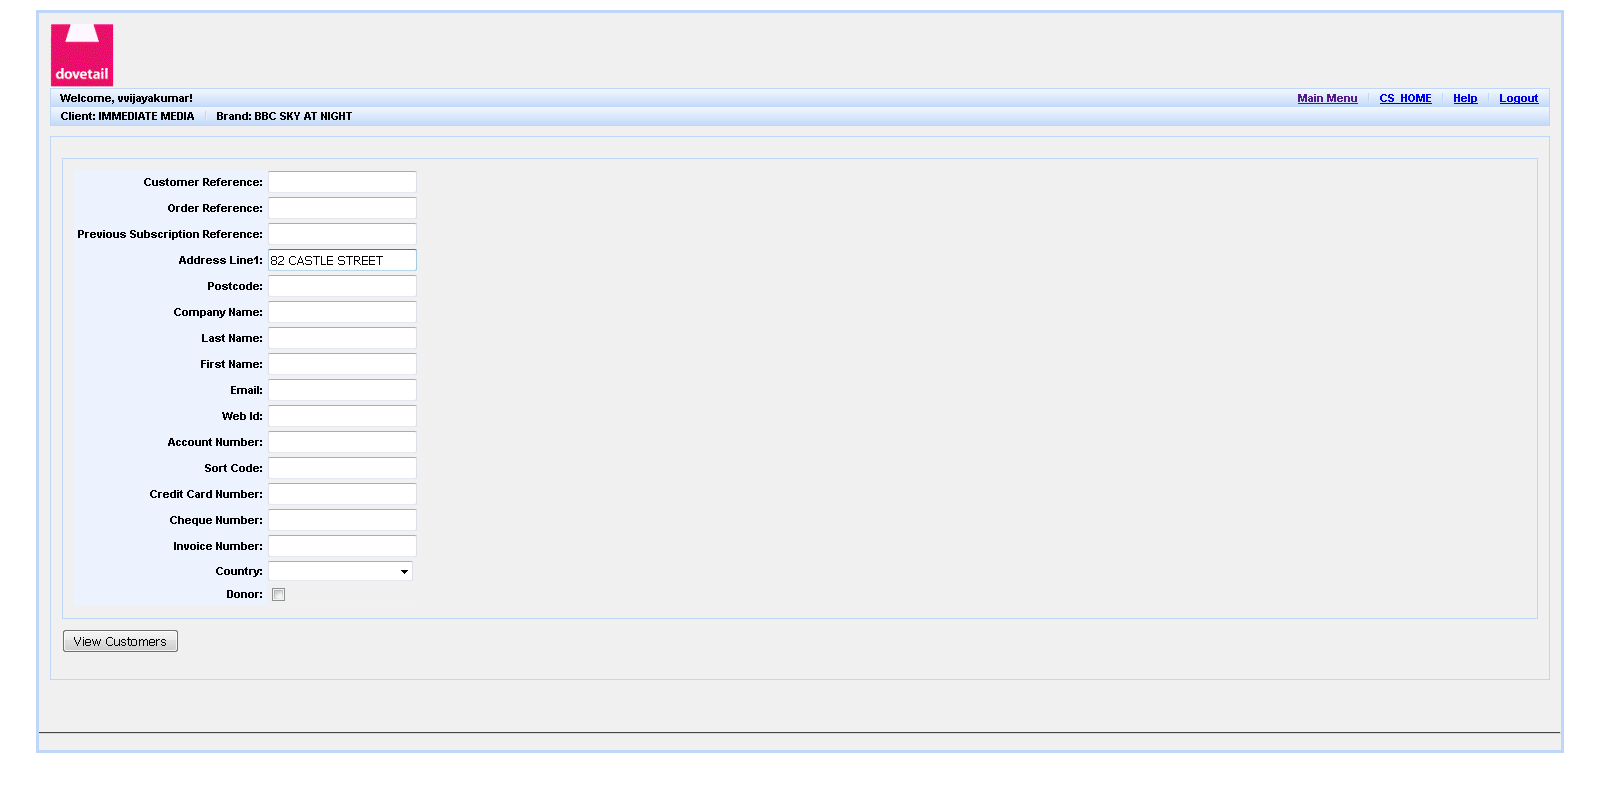 dovetail
Welcome, vvijayakumar! Main Menu CS_HOME Help Logout
Client: IMMEDIATE MEDIA Brand: BBC SKY AT NIGHT
Customer Reference:
Order Reference:
Previous Subscription Reference:
Address Line1: 82 CASTLE STREET
Postcode:
Company Name:
Last Name:
First Name:
Email:
Web Id:
Account Number:
Sort Code:
Credit Card Number:
Cheque Number:
Invoice Number:
Country:
Donor:
View Customers